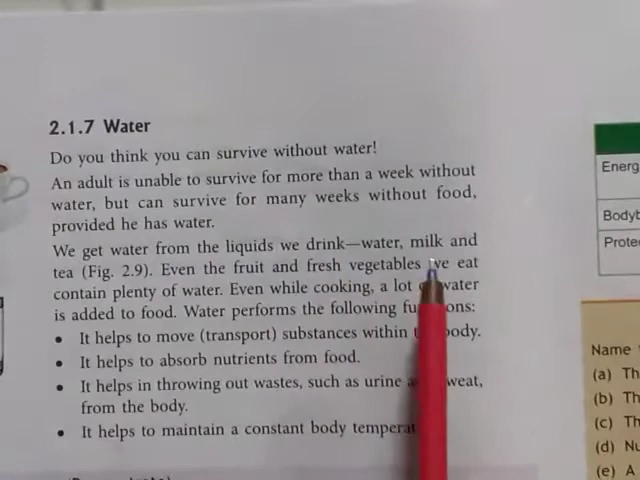 2.1.7 Water
Do you think you can survive without water!
An adult is unable to survive for more than a week without
water, but can survive for many weeks without food,
provided he has water.
We get water from the liquids we drink—water, milk and
tea (Fig. 2.9). Even the fruit and fresh vegetables we eat
contain plenty of water. Even while cooking, a lot of water
is added to food. Water performs the following functions:
• It helps to move (transport) substances within body.
• It helps to absorb nutrients from food.
• It helps in throwing out wastes, such as urine sweat,
from the body.
• It helps to maintain a constant body
Energ
Bodyb
Prote
Name
(a) Th
(b) Th
(c) Th
(d) Nu
(e) A